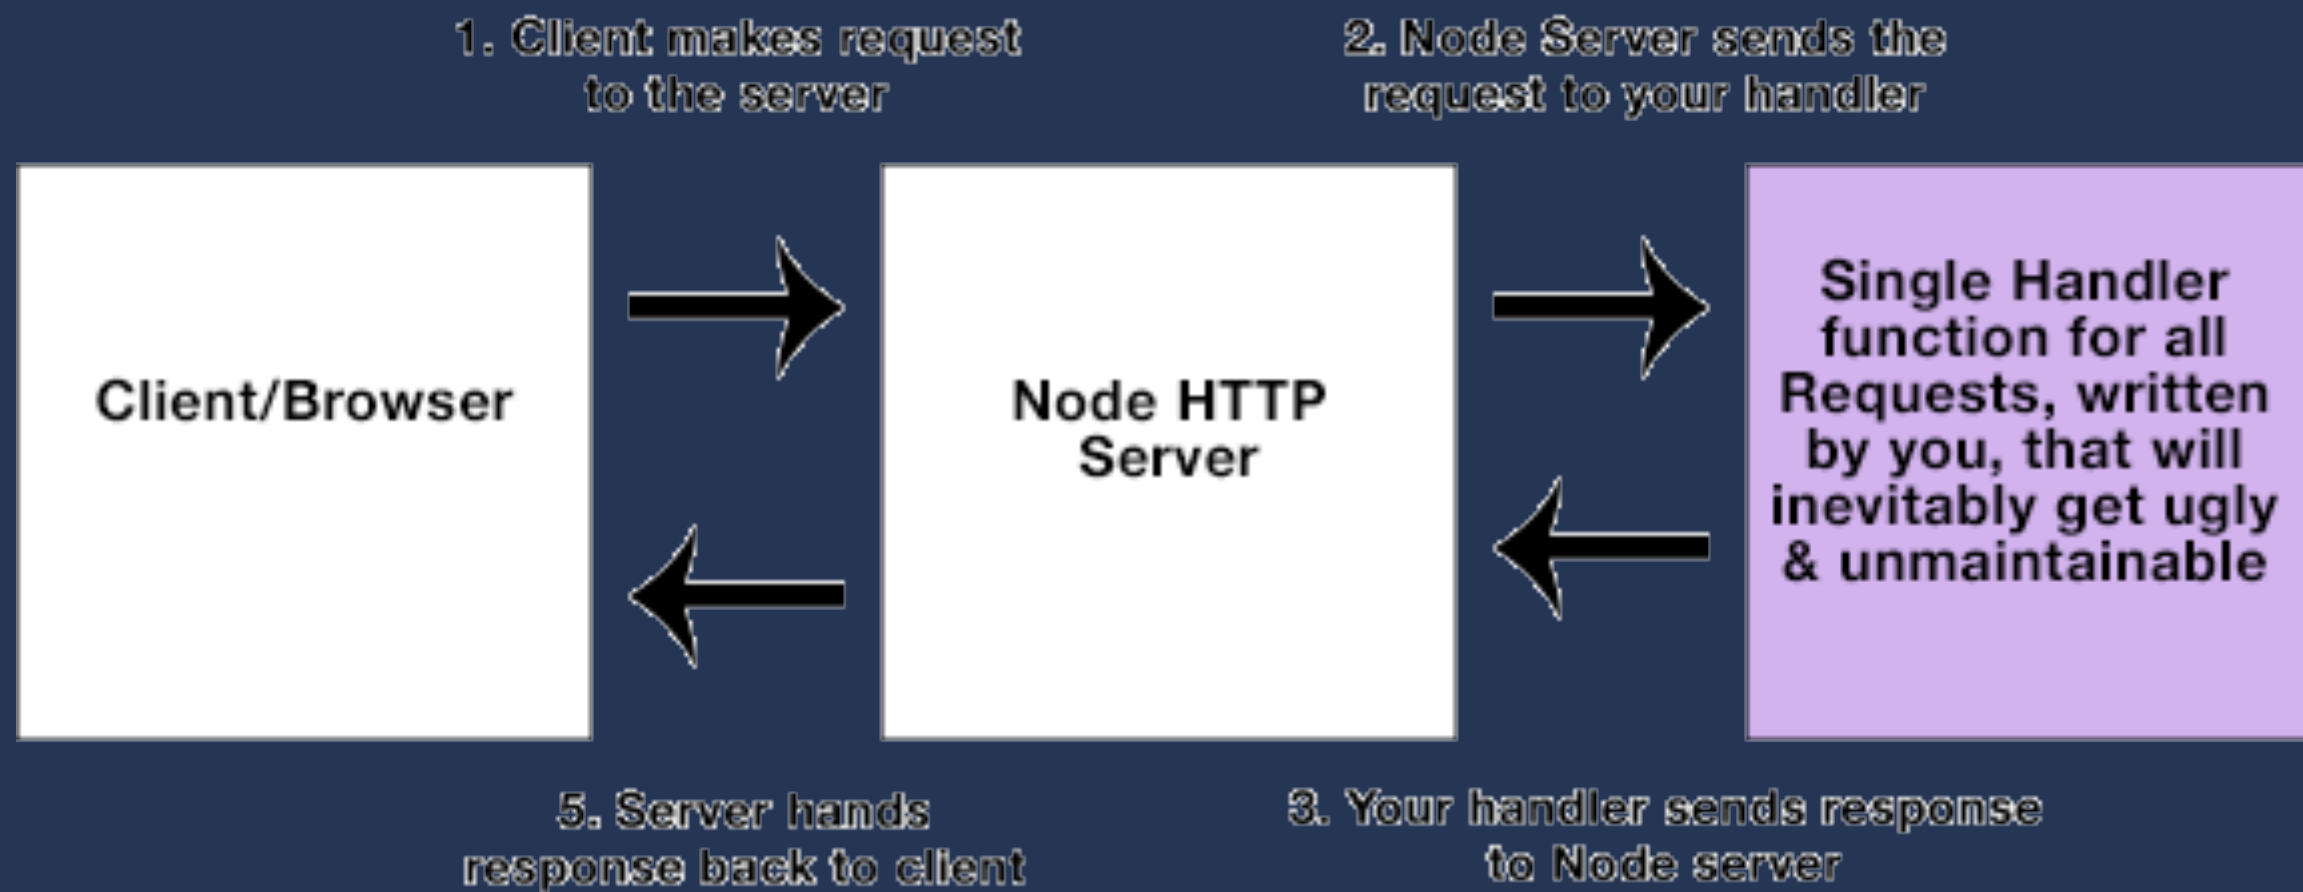 1. Client makes request
to the server
2. Node Server sends the
request to your handler
Client/Browser
Node HTTP
Server
Single Handler
function for all
Requests, written
by you, that will
inevitably get ugly
& unmaintainable
5. Server hands
response back to client
3. Your handler sends response
to Node server